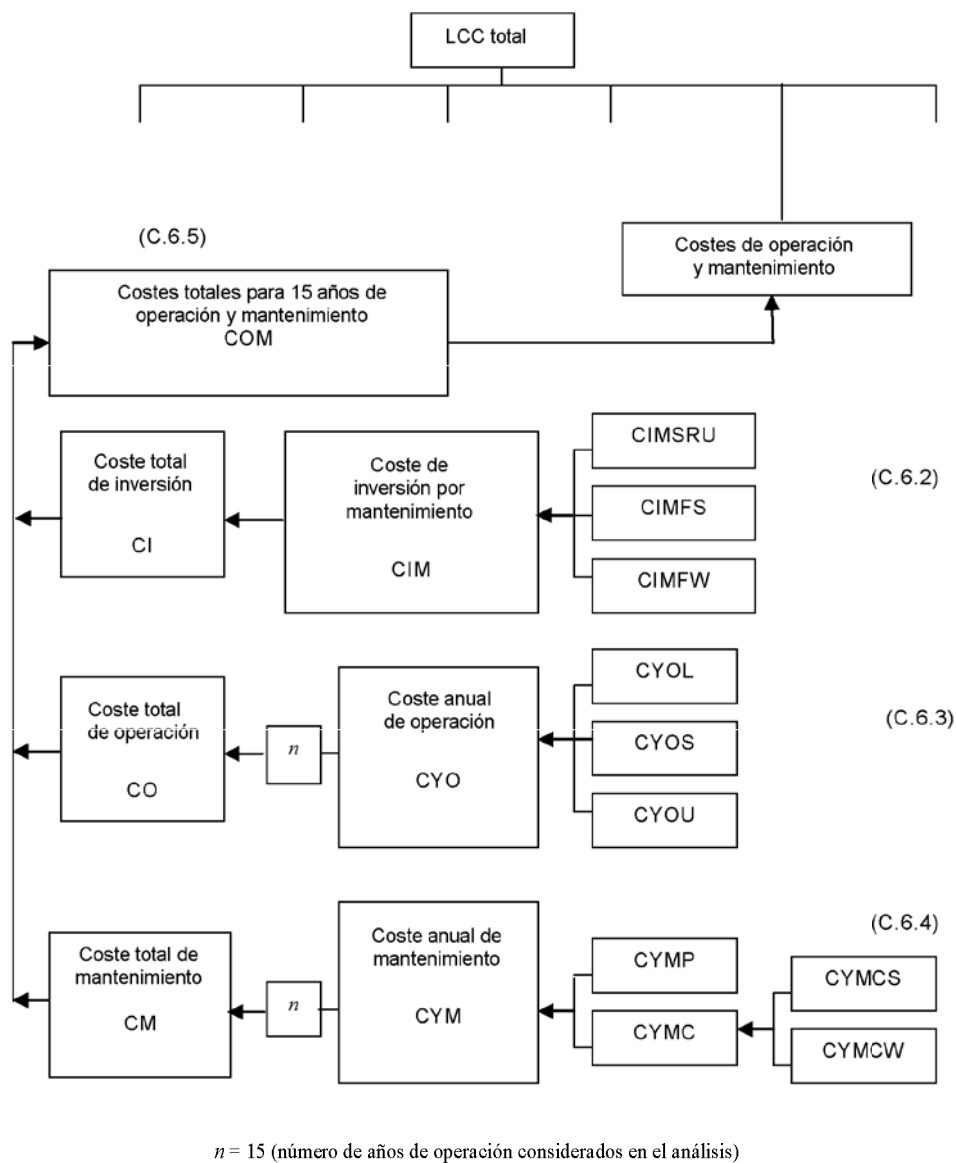 LCC total
(C.6.5)
Costes de operación
y mantenimiento
Costes totales para 15 años de
operación y mantenimiento
COM
Coste total
de inversión
CI
Coste de
inversión por
mantenimiento
CIM
CIMSRU
CIMFS
CIMFW
(C.6.2)
Coste total
de operación
CO
n
Coste anual
de operación
CYO
CYOL
CYOS
CYOU
(C.6.3)
Coste total de
mantenimiento
CM
n
Coste anual de
mantenimiento
CYM
CYMP
CYMC
(C.6.4)
CYMCS
CYMCW
n = 15 (número de años de operación considerados en el análisis)